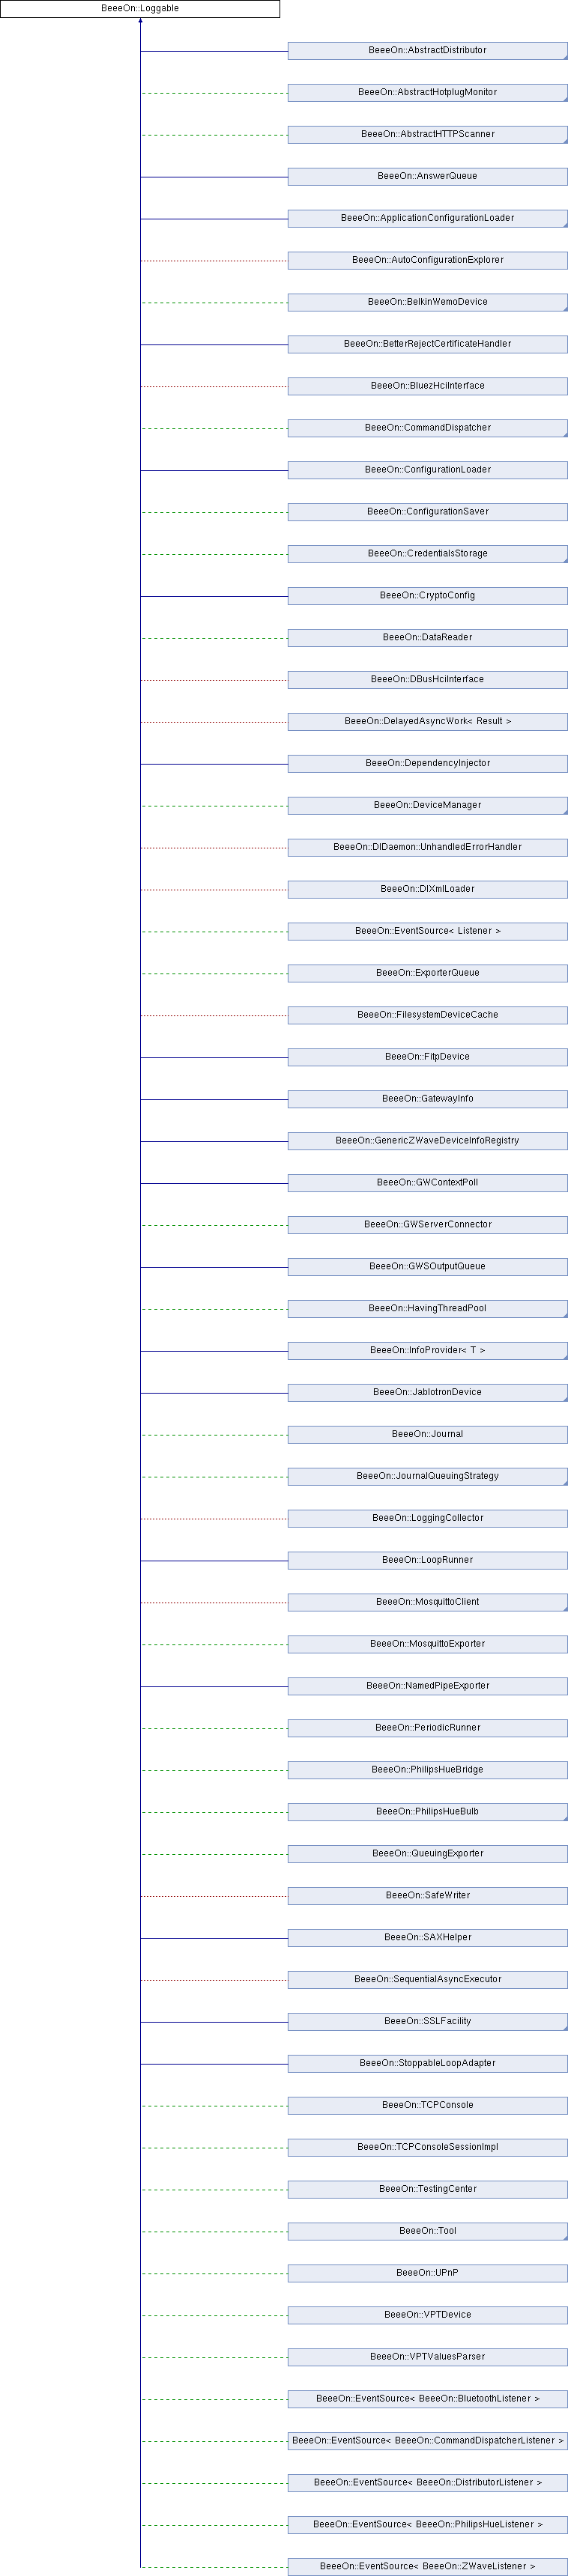 BeeeOn::Loggable
BeeeOn::AbstractDistributor
BeeeOn::AbstractHotplugMonitor
BeeeOn::AbstractHTTPScanner
BeeeOn::AnswerQueue
BeeeOn::ApplicationConfigurationLoader
BeeeOn::AutoConfigurationExplorer
BeeeOn::BelkinWemoDevice
BeeeOn::BetterRejectCertificateHandler
BeeeOn::BluezHciInterface
BeeeOn::CommandDispatcher
BeeeOn::ConfigurationLoader
BeeeOn::ConfigurationSaver
BeeeOn::CredentialsStorage
BeeeOn::CryptoConfig
BeeeOn::DataReader
BeeeOn::DBusHciInterface
BeeeOn::DelayedAsyncWork< Result >
BeeeOn::DependencyInjector
BeeeOn::DeviceManager
BeeeOn::DIDaemon::UnhandledErrorHandler
BeeeOn::DIXmlLoader
BeeeOn::EventSource< Listener >
BeeeOn::ExporterQueue
BeeeOn::FilesystemDeviceCache
BeeeOn::FitpDevice
BeeeOn::GatewayInfo
BeeeOn::GenericZWaveDeviceInfoRegistry
BeeeOn::GWContextPoll
BeeeOn::GWServerConnector
BeeeOn::GWSOutputQueue
BeeeOn::HavingThreadPool
BeeeOn::InfoProvider< T >
BeeeOn::JablotronDevice
BeeeOn::Journal
BeeeOn::JournalQueuingStrategy
BeeeOn::LoggingCollector
BeeeOn::LoopRunner
BeeeOn::MosquittoClient
BeeeOn::MosquittoExporter
BeeeOn::NamedPipeExporter
BeeeOn::PeriodicRunner
BeeeOn::PhilipsHueBridge
BeeeOn::PhilipsHueBulb
BeeeOn::QueuingExporter
BeeeOn::SafeWriter
BeeeOn::SAXHelper
BeeeOn::SequentialAsyncExecutor
BeeeOn::SSLFacility
BeeeOn::StoppableLoopAdapter
BeeeOn::TCPConsole
BeeeOn::TCPConsoleSessionImpl
BeeeOn::TestingCenter
BeeeOn::Tool
BeeeOn::UPnP
BeeeOn::VPTDevice
BeeeOn::VPTValuesParser
BeeeOn::EventSource< BeeeOn::BluetoothListener >
BeeeOn::EventSource< BeeeOn::CommandDispatcherListener >
BeeeOn::EventSource< BeeeOn::DistributorListener >
BeeeOn::EventSource< BeeeOn::PhilipsHueListener >
BeeeOn::EventSource< BeeeOn::ZWaveListener >